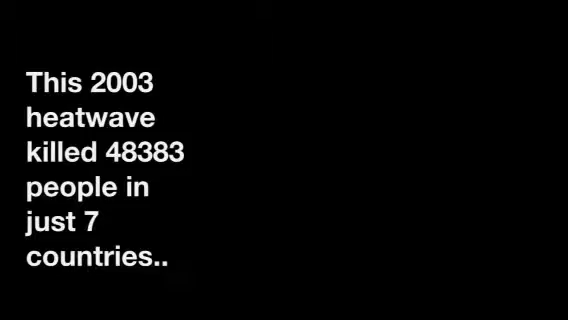 This 2003
heatwave
killed 48383
people in
just 7
countries..